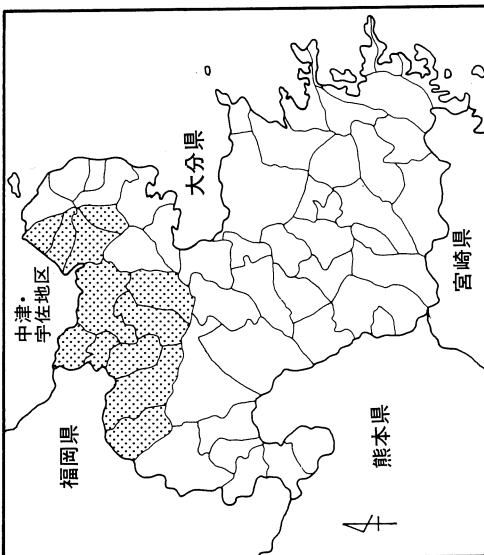 中津・
宇佐地区
福岡県
大分県
熊本県
宮崎県